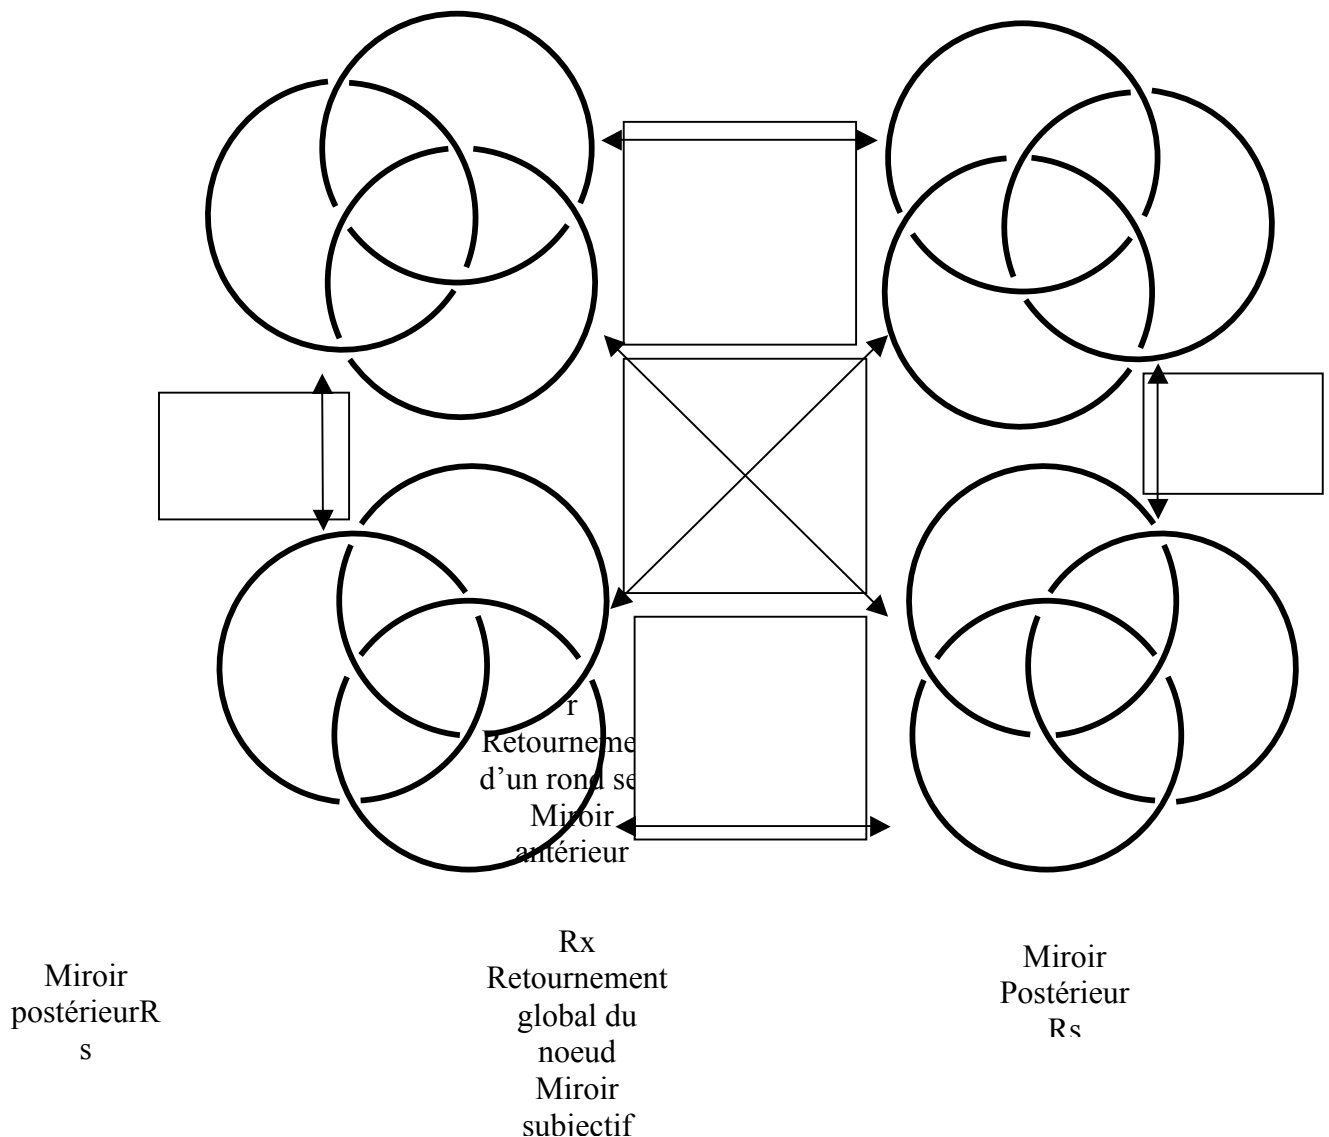 r
Retourneme
d'un rond se
Miroir
antérieur
Rx
Retournement
global du
noeud
Miroir
subjectif
Miroir
postérieurR
s
Miroir
Postérieur
Rs